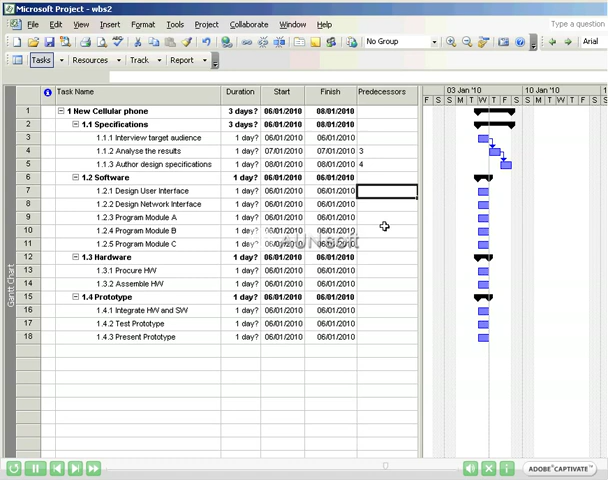 Microsoft Project - wbs2
File Edit View Insert Format Tools Project Collaborate Window Help
Type a question
No Group
Arial
Tasks Resources Track Report
Task Name Duration Start Finish Predecessors
03 Jan '10 10 Jan '10 1
F S S M T W T F S S M T W T F S S
1 1 New Cellular phone 3 days? 06/01/2010 08/01/2010
2 1.1 Specifications 3 days? 06/01/2010 08/01/2010
3 1.1.1 Interview target audience 1 day? 06/01/2010 06/01/2010
4 1.1.2 Analyse the results 1 day? 07/01/2010 07/01/2010 3
5 1.1.3 Author design specifications 1 day? 08/01/2010 08/01/2010 4
6 1.2 Software 1 day? 06/01/2010 06/01/2010
7 1.2.1 Design User Interface 1 day? 06/01/2010 06/01/2010
8 1.2.2 Design Network Interface 1 day? 06/01/2010 06/01/2010
9 1.2.3 Program Module A 1 day? 06/01/2010 06/01/2010
10 1.2.4 Program Module B 1 day? 06/01/2010 06/01/2010
11 1.2.5 Program Module C 1 day? 06/01/2010 06/01/2010
12 1.3 Hardware 1 day? 06/01/2010 06/01/2010
13 1.3.1 Procure HW 1 day? 06/01/2010 06/01/2010
14 1.3.2 Assemble HW 1 day? 06/01/2010 06/01/2010
15 1.4 Prototype 1 day? 06/01/2010 06/01/2010
16 1.4.1 Integrate HW and SW 1 day? 06/01/2010 06/01/2010
17 1.4.2 Test Prototype 1 day? 06/01/2010 06/01/2010
18 1.4.3 Present Prototype 1 day? 06/01/2010 06/01/2010
Gantt Chart
ADOBE CAPTIVATE